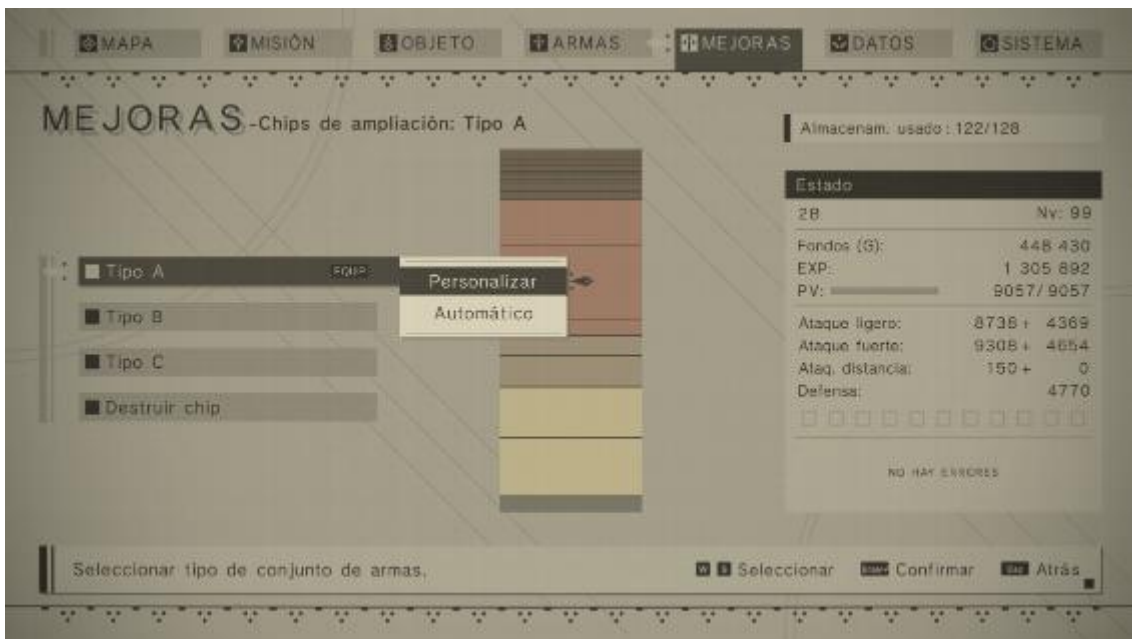 MAPA
MISIÓN
OBJETO
ARMAS
MEJORAS
DATOS
SISTEMA
MEJORAS -Chips de ampliación: Tipo A
Almacenam. usado : 122/128
Estado
2B Nv: 99
Fondos (G): 448 430
EXP: 1 305 892
PV: 9057/ 9057
Ataque ligero: 8738 + 4369
Ataque fuerte: 9308 + 4654
Ataq. distancia: 150 + 0
Defensa: 4770
NO HAY ERRORES
Tipo A EQUIP.
Personalizar
Automático
Tipo B
Tipo C
Destruir chip
Seleccionar tipo de conjunto de armas.
W S Seleccionar Enter Confirmar Esc Atrás